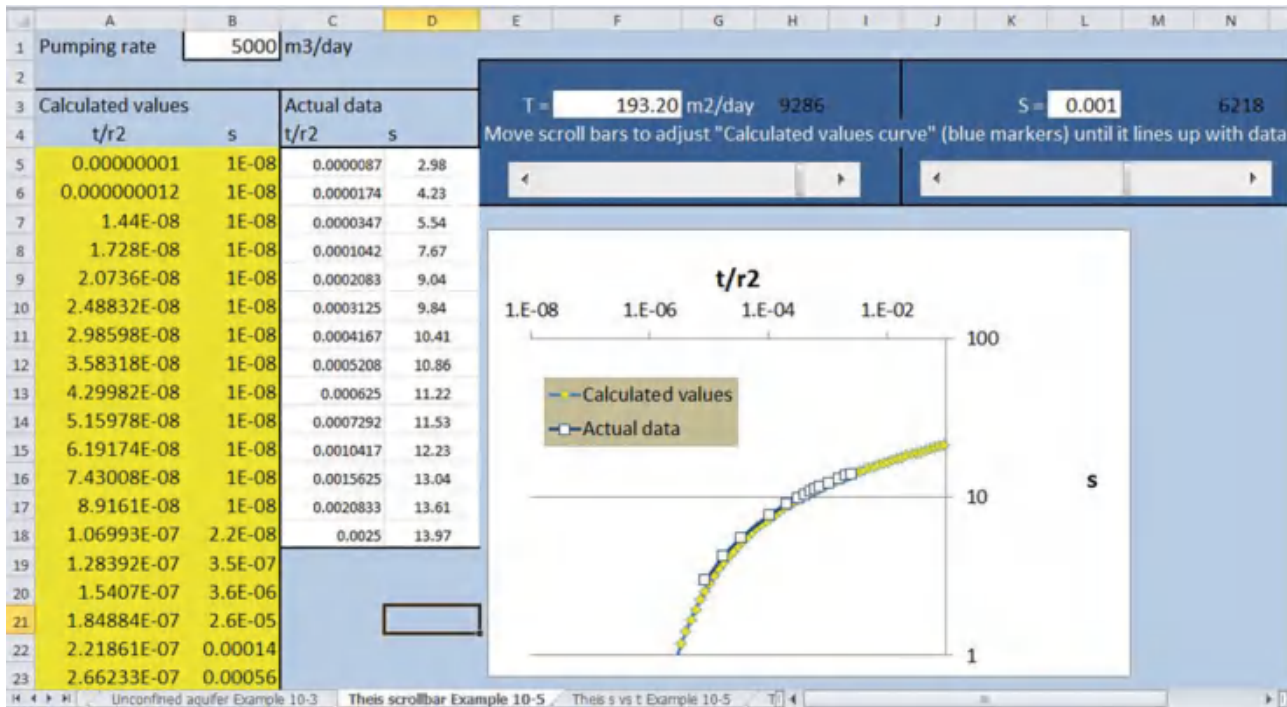 A B C D E F G H I J K L M N
1 Pumping rate 5000 m3/day
2
3 Calculated values Actual data T = 193.20 m2/day 9286 S = 0.001 6218
4 t/r2 s t/r2 s Move scroll bars to adjust "Calculated values curve" (blue markers) until it lines up with data
5 0.00000001 1E-08 0.0000087 2.98
6 0.000000012 1E-08 0.0000174 4.23
7 1.44E-08 1E-08 0.0000347 5.54
8 1.728E-08 1E-08 0.0001042 7.67
9 2.0736E-08 1E-08 0.0002083 9.04
10 2.48832E-08 1E-08 0.0003125 9.84
11 2.98598E-08 1E-08 0.0004167 10.41
12 3.58318E-08 1E-08 0.0005208 10.86
13 4.29982E-08 1E-08 0.000625 11.22
14 5.15978E-08 1E-08 0.0007292 11.53
15 6.19174E-08 1E-08 0.0010417 12.23
16 7.43008E-08 1E-08 0.0015625 13.04
17 8.9161E-08 1E-08 0.0020833 13.61
18 1.06993E-07 2.2E-08 0.0025 13.97
19 1.28392E-07 3.5E-07
20 1.5407E-07 3.6E-06
21 1.84884E-07 2.6E-05
22 2.21861E-07 0.00014
23 2.66233E-07 0.00056
t/r2
1.E-08 1.E-06 1.E-04 1.E-02
100
Calculated values
Actual data
10
s
1
Unconfined aquifer Example 10-3 Theis scrollbar Example 10-5 Theis s vs t Example 10-5 T